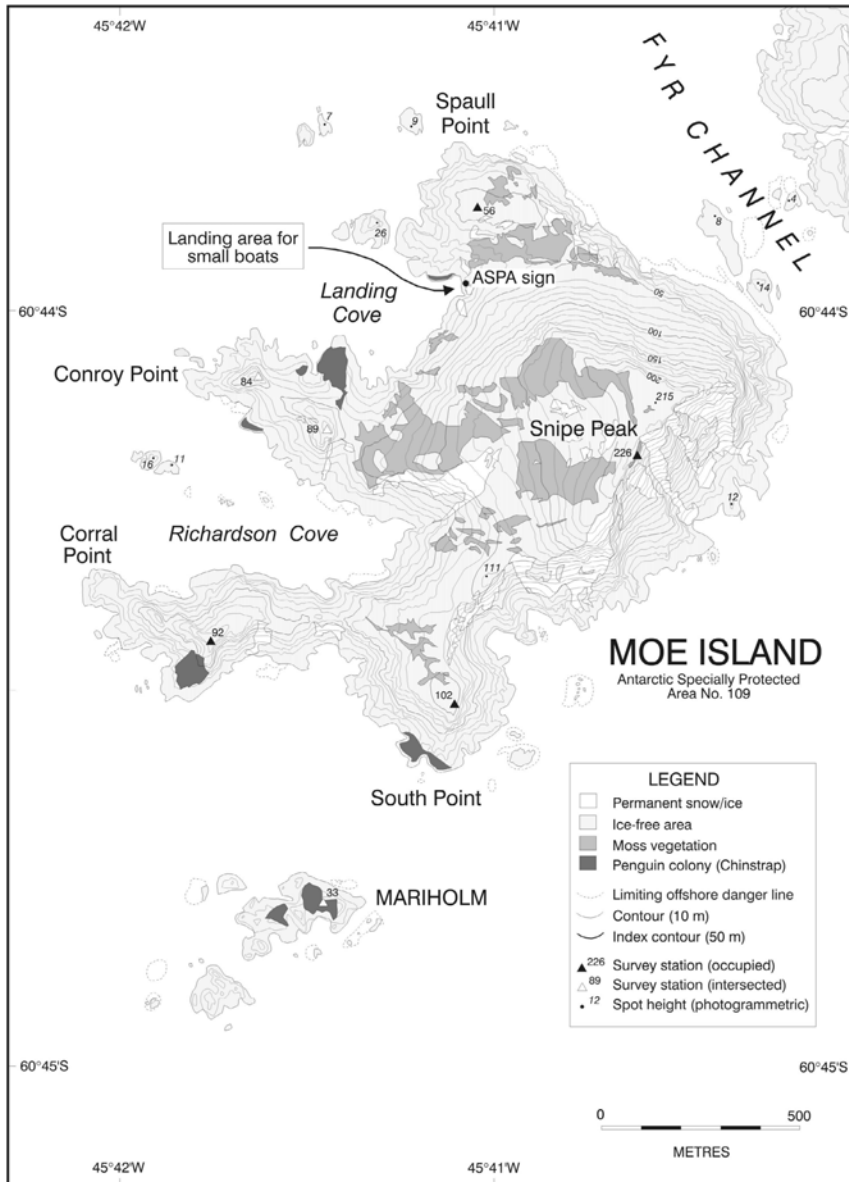 45°42'W
45°41'W
FYR CHANNEL
Spaull
Point
7
9
4
8
56
26
Landing area for
small boats
ASPA sign
14
Landing
Cove
50
60°44'S
60°44'S
100
150
200
Conroy Point
84
215
89
Snipe Peak
226
16
11
12
Corral
Point
Richardson Cove
111
92
MOE ISLAND
Antarctic Specially Protected
Area No. 109
102
South Point
LEGEND
Permanent snow/ice
Ice-free area
Moss vegetation
Penguin colony (Chinstrap)
Limiting offshore danger line
Contour (10 m)
Index contour (50 m)
226 Survey station (occupied)
89 Survey station (intersected)
12 Spot height (photogrammetric)
33
MARIHOLM
60°45'S
60°45'S
0
500
METRES
45°42'W
45°41'W